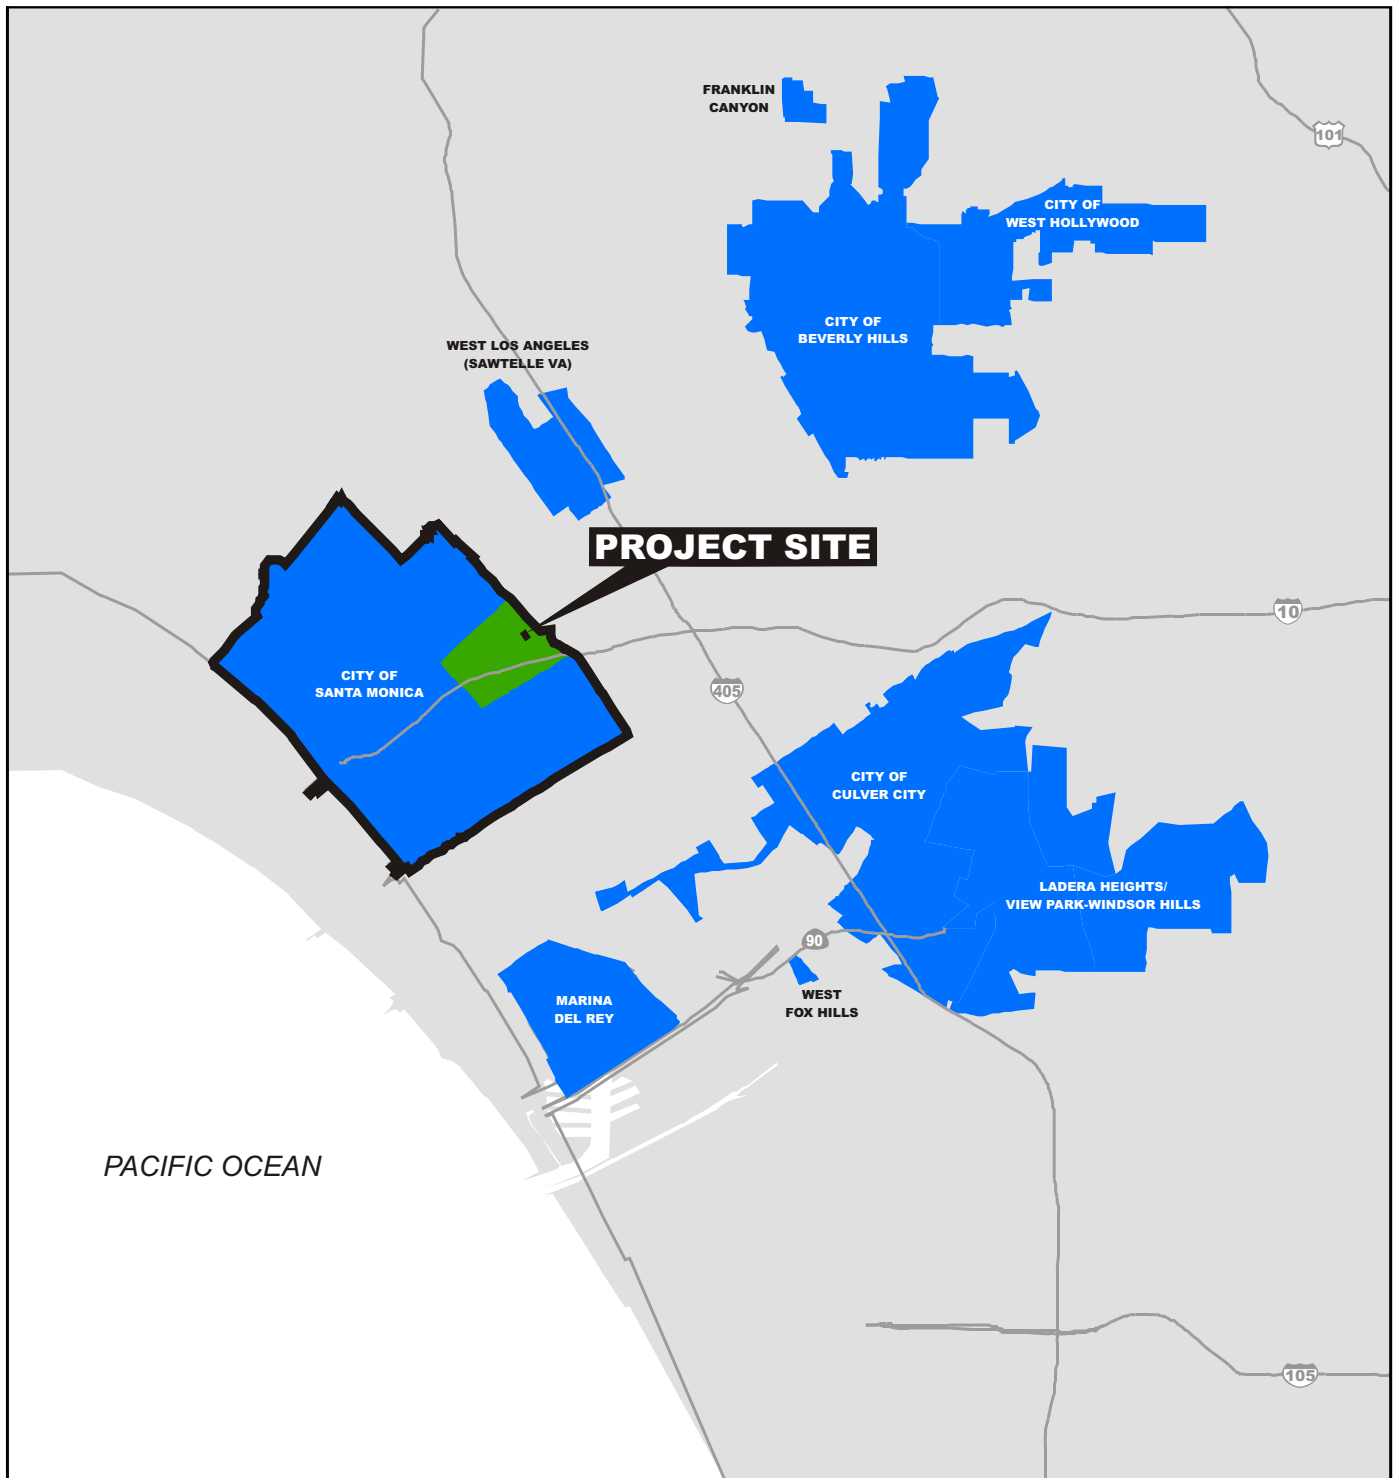 FRANKLIN
CANYON
101
CITY OF
WEST HOLLYWOOD
CITY OF
BEVERLY HILLS
WEST LOS ANGELES
(SAWTELLE VA)
PROJECT SITE
10
CITY OF
SANTA MONICA
405
CITY OF
CULVER CITY
LADERA HEIGHTS/
VIEW PARK-WINDSOR HILLS
90
WEST
FOX HILLS
MARINA
DEL REY
PACIFIC OCEAN
105